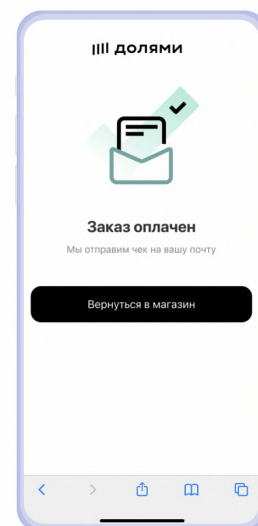 долями
Заказ оплачен
Мы отправим чек на вашу почту
Вернуться в магазин